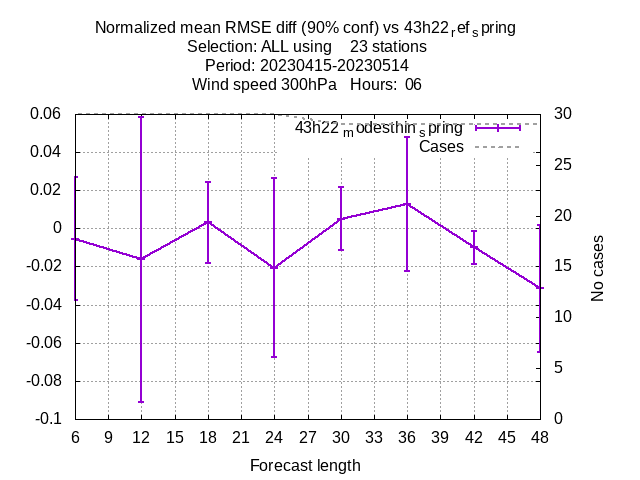 Normalized mean RMSE diff (90% conf) vs 43h22refspring
Selection: ALL using 23 stations
Period: 20230415-20230514
Wind speed 300hPa Hours: 06
43h22modesthinspring
Cases
0.06
0.04
0.02
0
-0.02
-0.04
-0.06
-0.08
-0.1
30
25
20
15
10
5
0
No cases
6 9 12 15 18 21 24 27 30 33 36 39 42 45 48
Forecast length